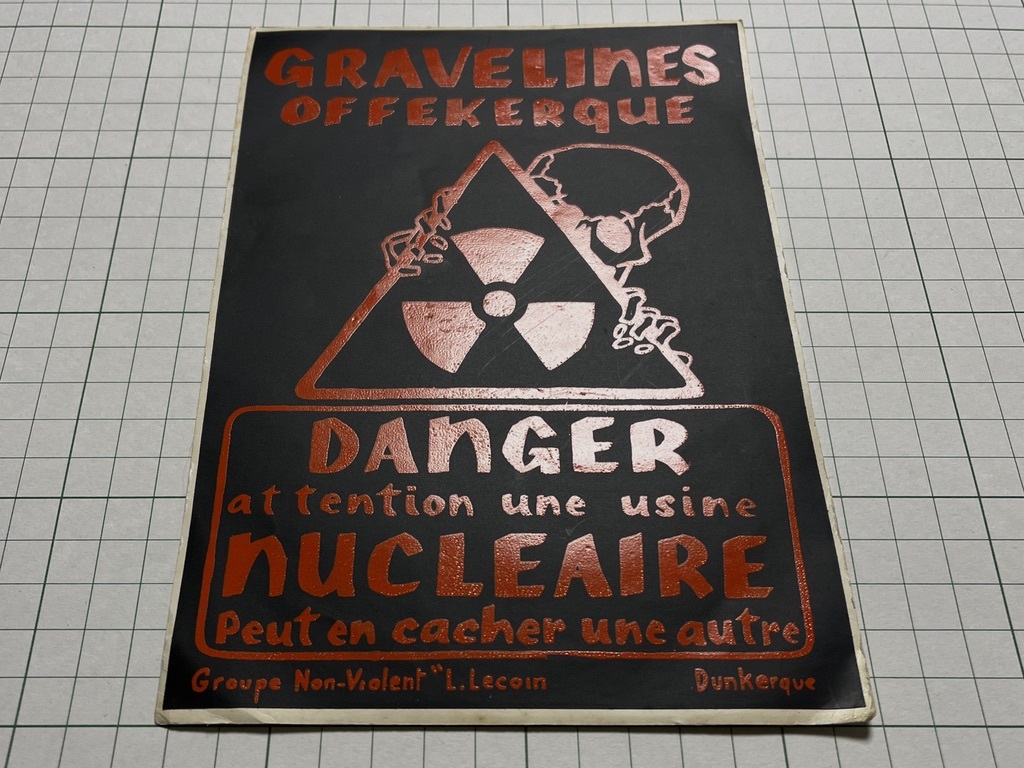 GRAVELINES
OFFEKERQUE
DANGER
attention une usine
NUCLEAIRE
Peut en cacher une autre
Groupe Non-Violent "L.Lecoin Dunkerque